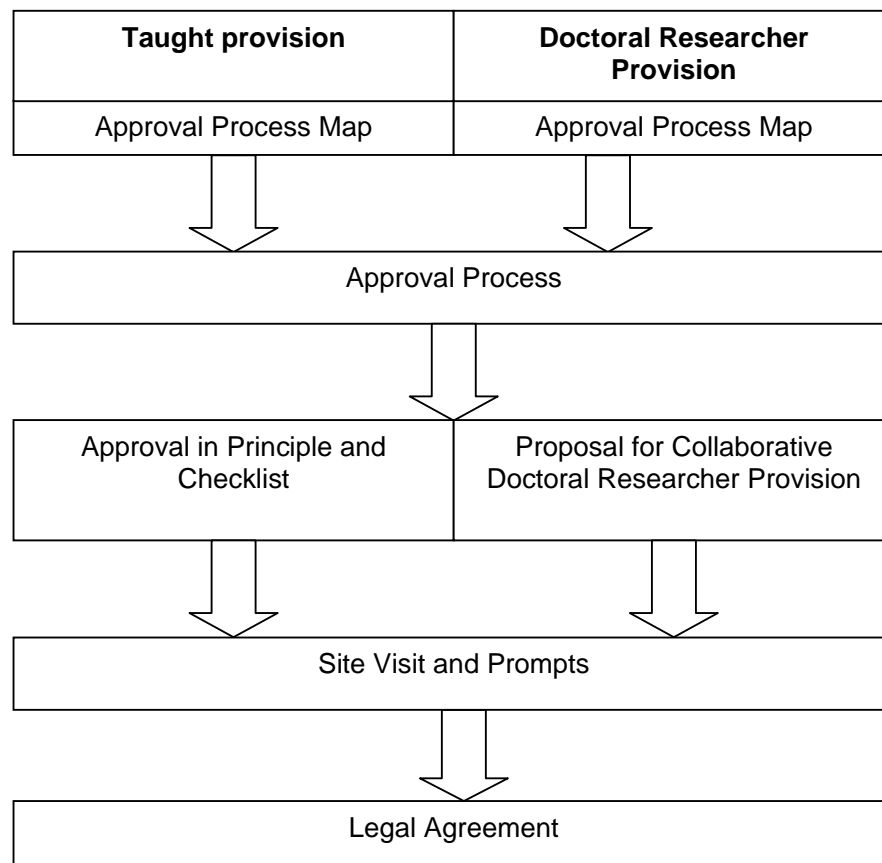 Taught provision
Doctoral Researcher
Provision
Approval Process Map
Approval Process Map
Approval Process
Approval in Principle and
Checklist
Proposal for Collaborative
Doctoral Researcher Provision
Site Visit and Prompts
Legal Agreement